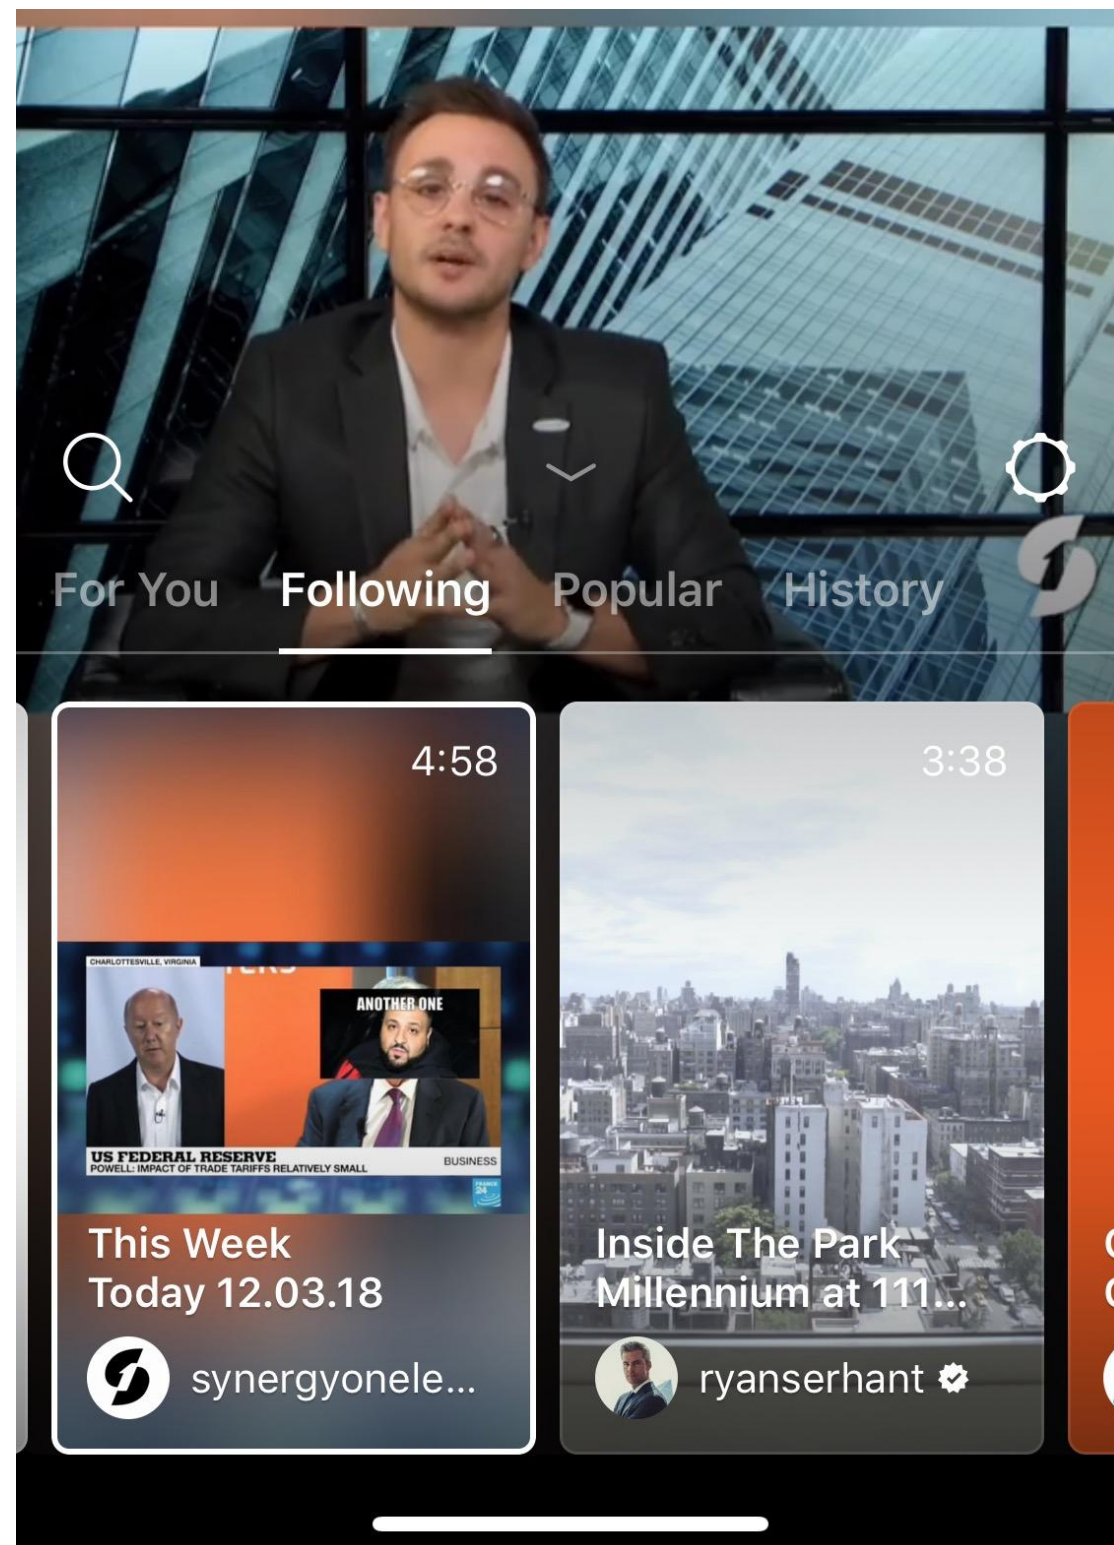 For You
Following
Popular
History
4:58
CHARLOTTESVILLE, VIRGINIA
ANOTHER ONE
US FEDERAL RESERVE
POWELL: IMPACT OF TRADE TARIFFS RELATIVELY SMALL
BUSINESS
FRANCE
24
This Week
Today 12.03.18
synergyonele...
3:38
Inside The Park
Millennium at 111...
ryanserhant